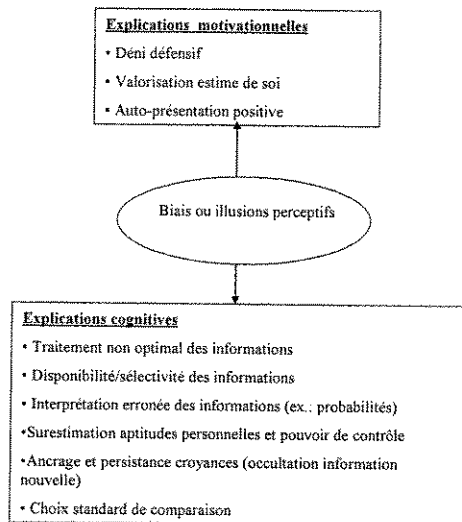 Explications motivationnelles
• Déni défensif
• Valorisation estime de soi
• Auto-présentation positive
Biais ou illusions perceptifs
Explications cognitives
• Traitement non optimal des informations
• Disponibilité/sélectivité des informations
• Interprétation erronée des informations (ex.: probabilités)
•Surestimation aptitudes personnelles et pouvoir de contrôle
•Ancrage et persistance croyances (occultation information
nouvelle)
• Choix standard de comparaison